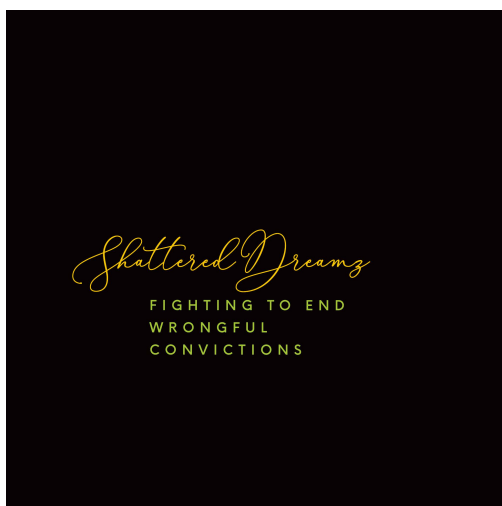 Shattered Dreamz
FIGHTING TO END
WRONGFUL
CONVICTIONS